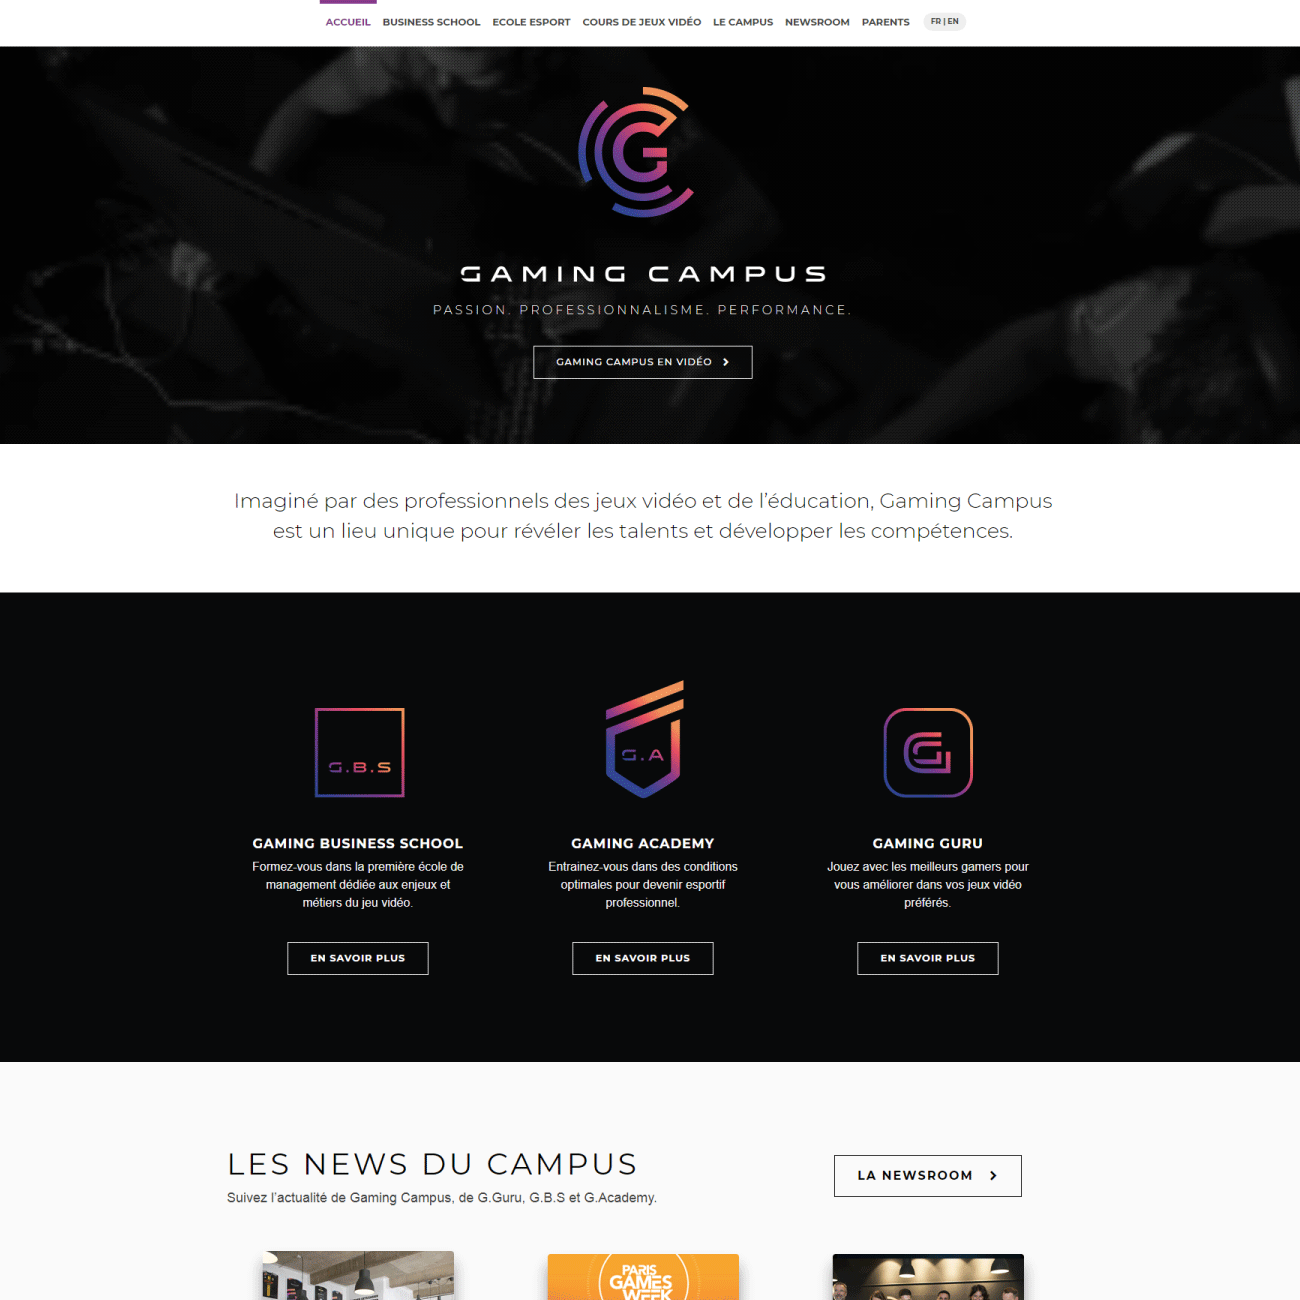 ACCUEIL BUSINESS SCHOOL ECOLE ESPORT COURS DE JEUX VIDÉO LE CAMPUS NEWSROOM PARENTS FR | EN
G
GAMING CAMPUS
PASSION. PROFESSIONNALISME. PERFORMANCE.
GAMING CAMPUS EN VIDÉO
Imaginé par des professionnels des jeux vidéo et de l’éducation, Gaming Campus
est un lieu unique pour révéler les talents et développer les compétences.
G.B.S
G.A
G
GAMING BUSINESS SCHOOL
Formez-vous dans la première école de
management dédiée aux enjeux et
métiers du jeu vidéo.
EN SAVOIR PLUS
GAMING ACADEMY
Entrainez-vous dans des conditions
optimales pour devenir esportif
professionnel.
EN SAVOIR PLUS
GAMING GURU
Jouez avec les meilleurs gamers pour
vous améliorer dans vos jeux vidéo
préférés.
EN SAVOIR PLUS
LES NEWS DU CAMPUS
Suivez l’actualité de Gaming Campus, de G.Guru, G.B.S et G.Academy.
LA NEWSROOM
PARIS
GAMES
WEEK